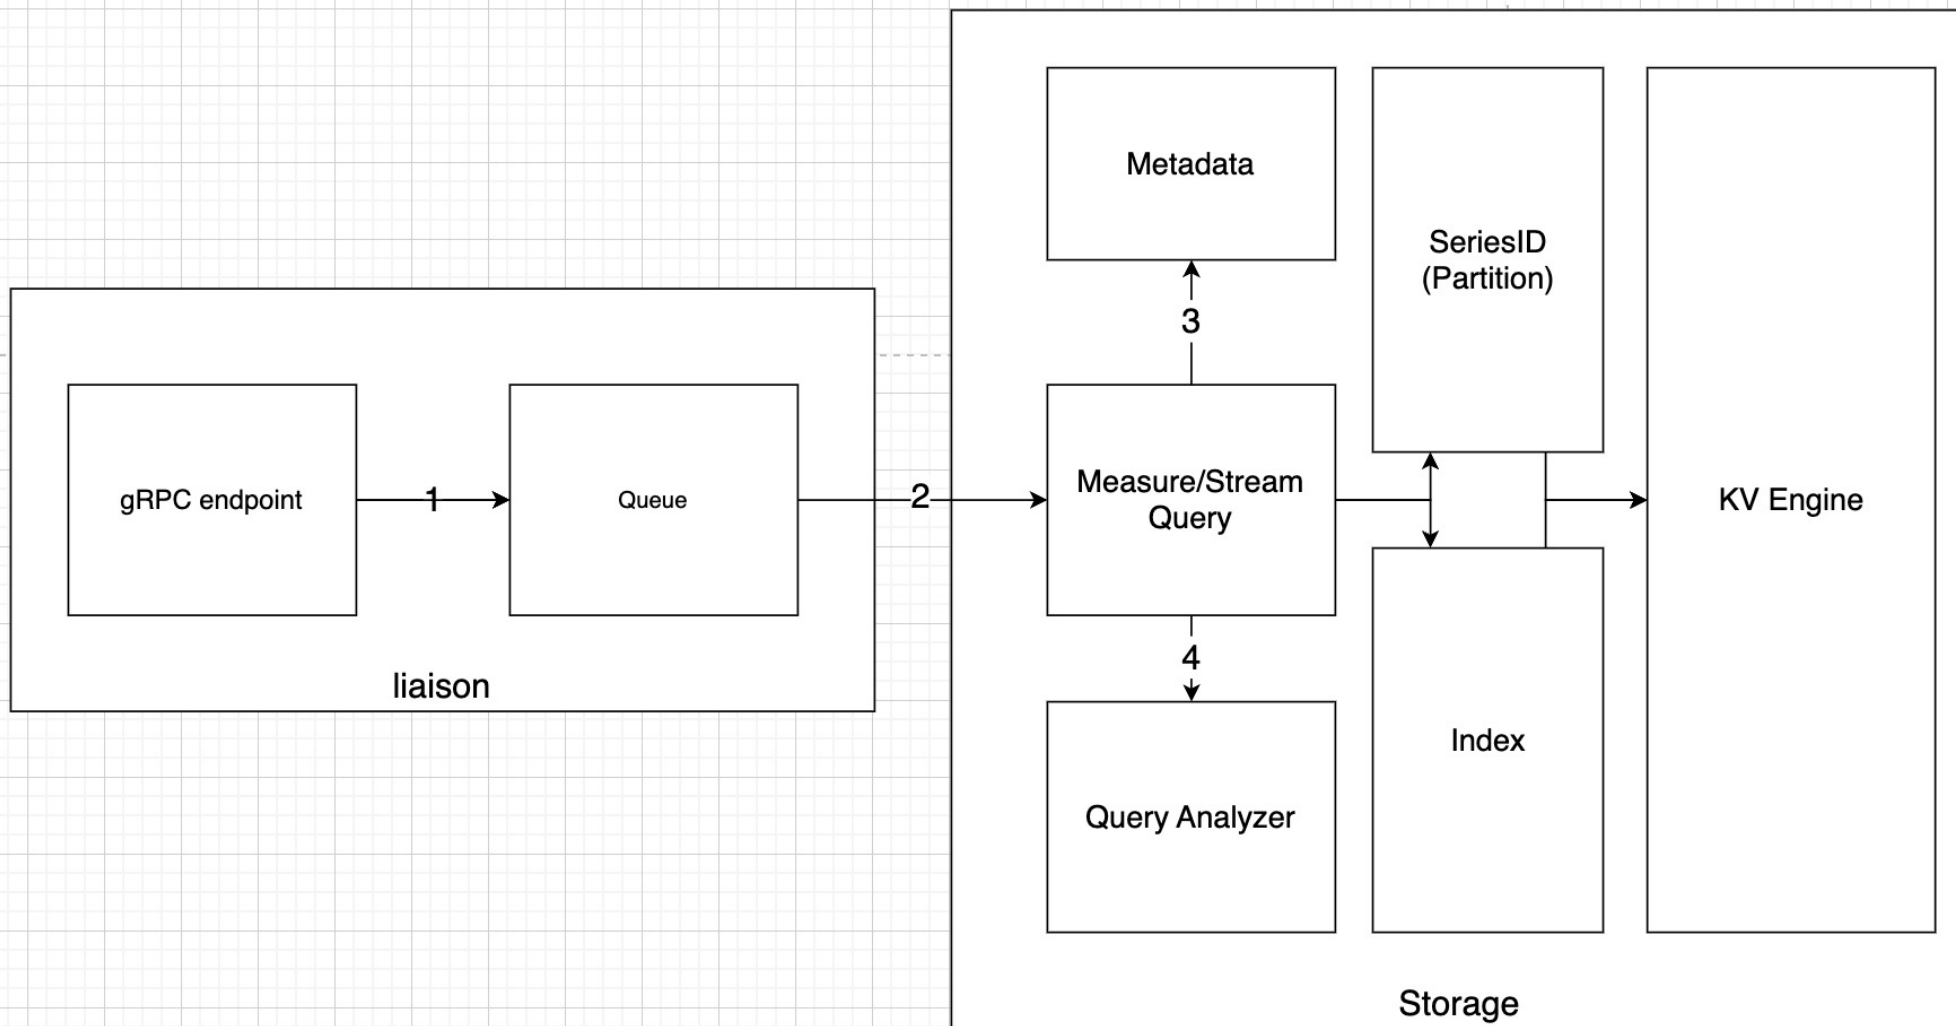 Metadata
SeriesID
(Partition)
3
gRPC endpoint
1
Queue
2
Measure/Stream
Query
KV Engine
4
liaison
Index
Query Analyzer
Storage